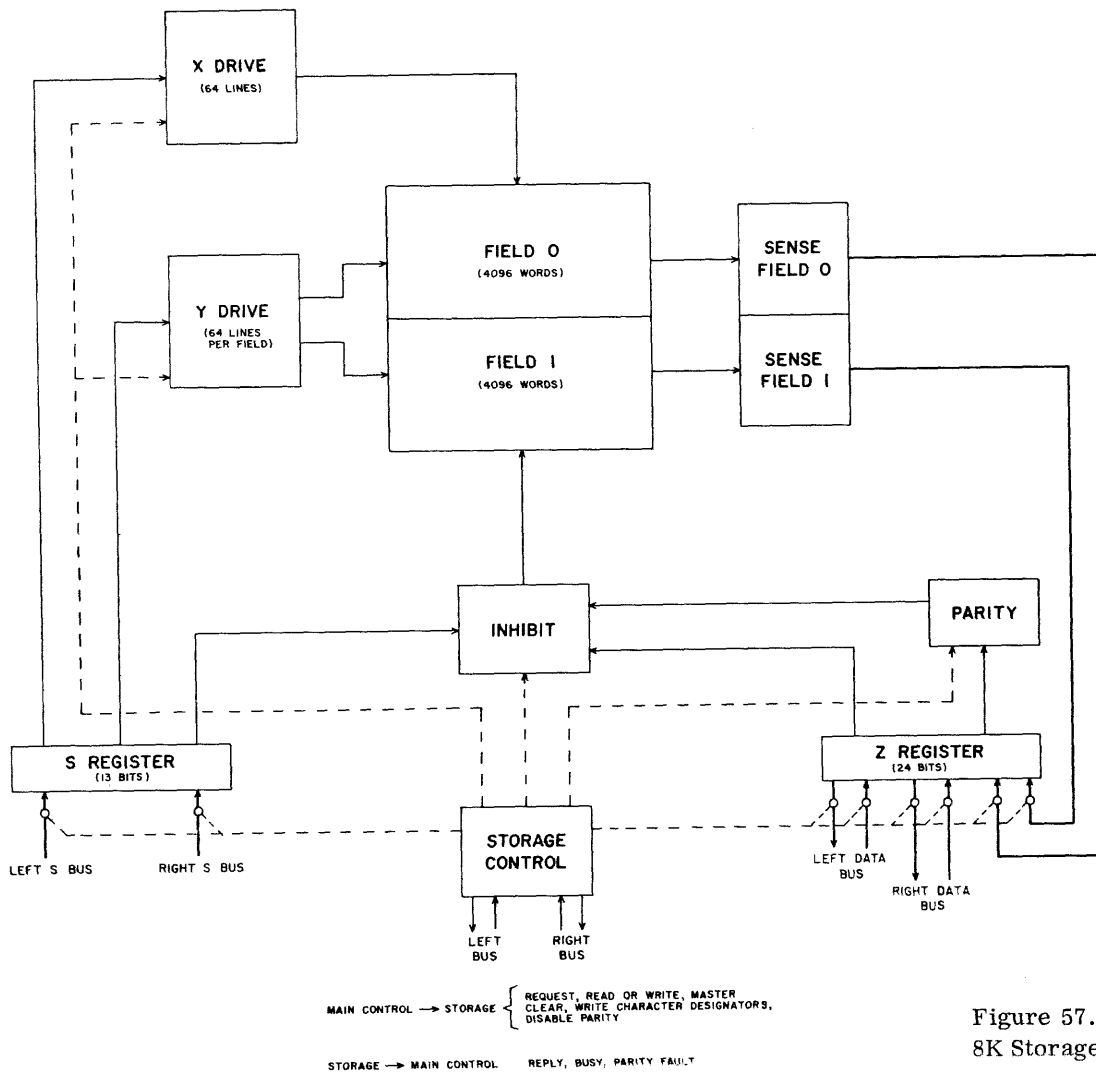 X DRIVE
(64 LINES)
FIELD 0
(4096 WORDS)
SENSE
FIELD 0
Y DRIVE
(64 LINES
PER FIELD)
FIELD 1
(4096 WORDS)
SENSE
FIELD 1
INHIBIT
PARITY
S REGISTER
(13 BITS)
Z REGISTER
(24 BITS)
STORAGE
CONTROL
LEFT S BUS
RIGHT S BUS
LEFT DATA
BUS
RIGHT DATA
BUS
LEFT
BUS
RIGHT
BUS
MAIN CONTROL → STORAGE { REQUEST, READ OR WRITE, MASTER
CLEAR, WRITE CHARACTER DESIGNATORS,
DISABLE PARITY
STORAGE → MAIN CONTROL REPLY, BUSY, PARITY FAULT
Figure 57.
8K Storage